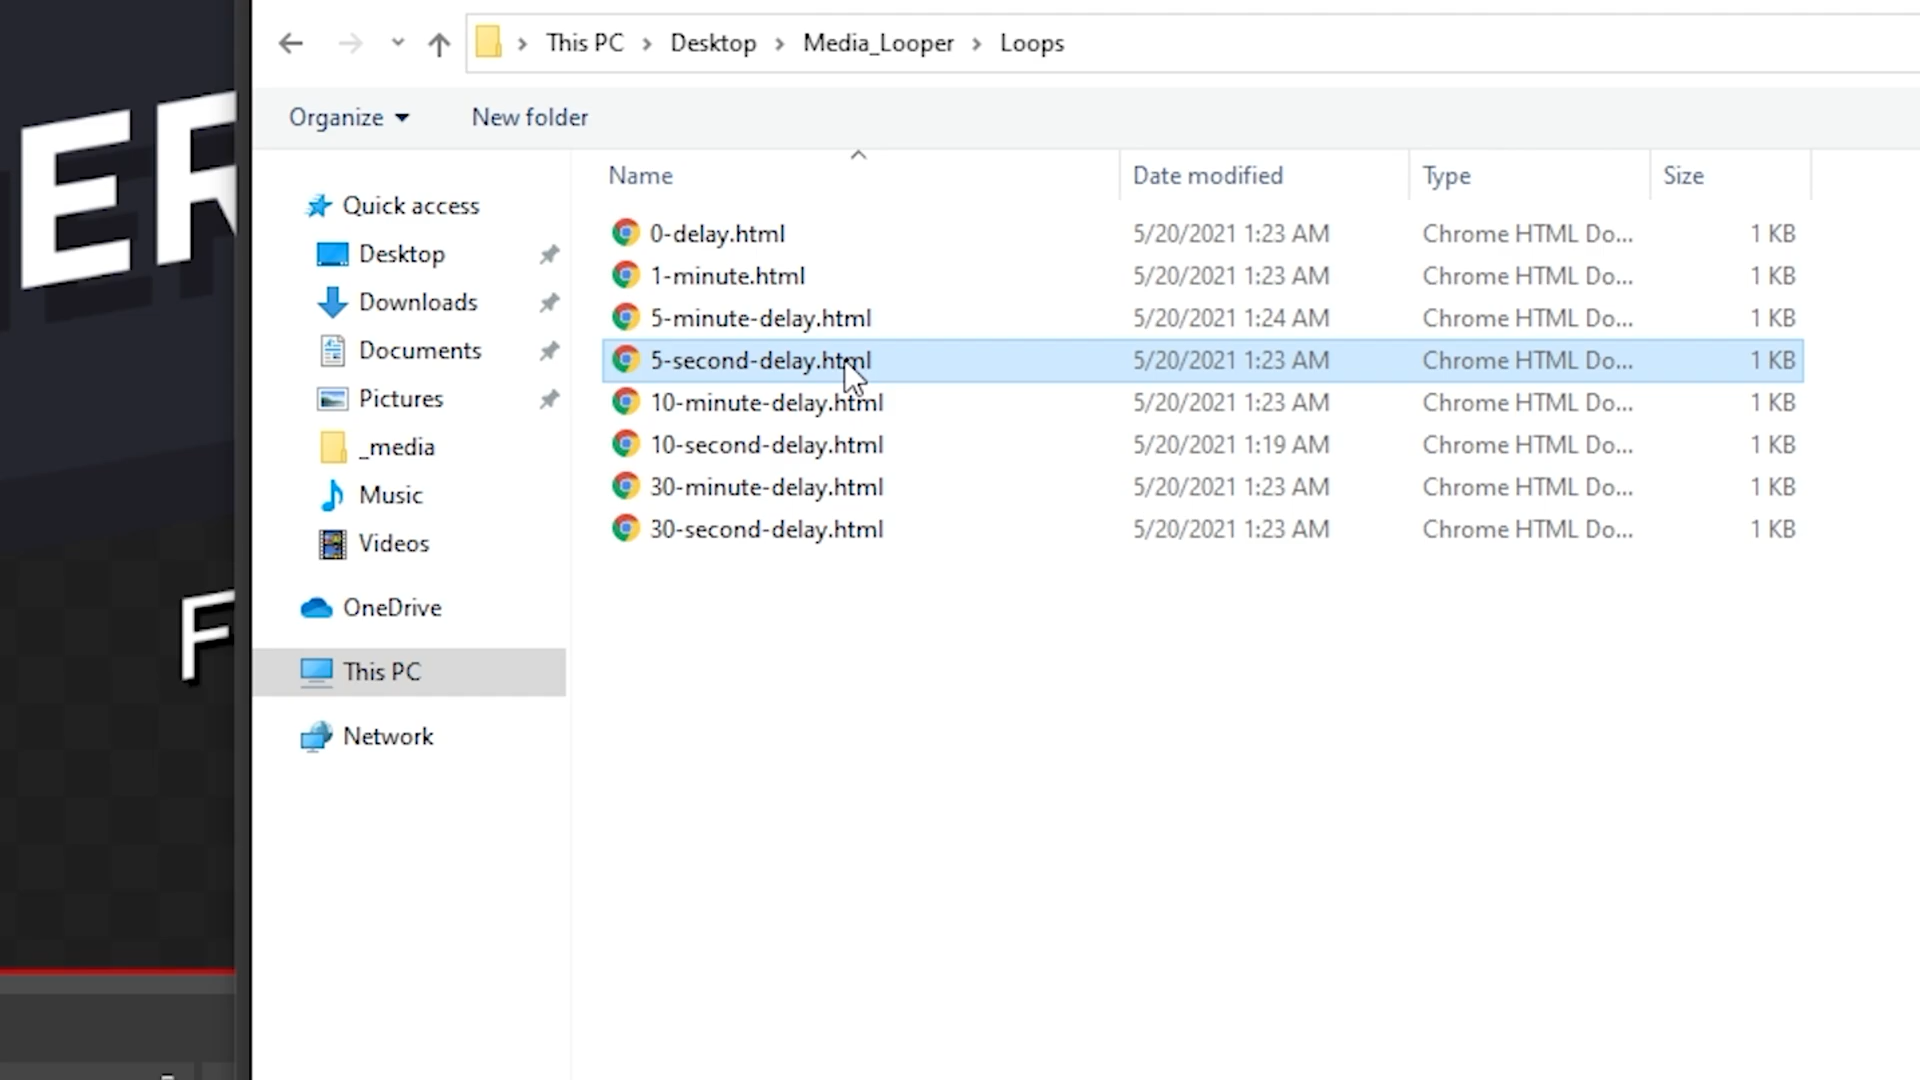 This PC > Desktop > Media_Looper > Loops
Organize
New folder
Name
Date modified
Type
Size
Quick access
Desktop
Downloads
Documents
Pictures
_media
Music
Videos
OneDrive
This PC
Network
0-delay.html 5/20/2021 1:23 AM Chrome HTML Do... 1 KB
1-minute.html 5/20/2021 1:23 AM Chrome HTML Do... 1 KB
5-minute-delay.html 5/20/2021 1:24 AM Chrome HTML Do... 1 KB
5-second-delay.html 5/20/2021 1:23 AM Chrome HTML Do... 1 KB
10-minute-delay.html 5/20/2021 1:23 AM Chrome HTML Do... 1 KB
10-second-delay.html 5/20/2021 1:19 AM Chrome HTML Do... 1 KB
30-minute-delay.html 5/20/2021 1:23 AM Chrome HTML Do... 1 KB
30-second-delay.html 5/20/2021 1:23 AM Chrome HTML Do... 1 KB
ER
F